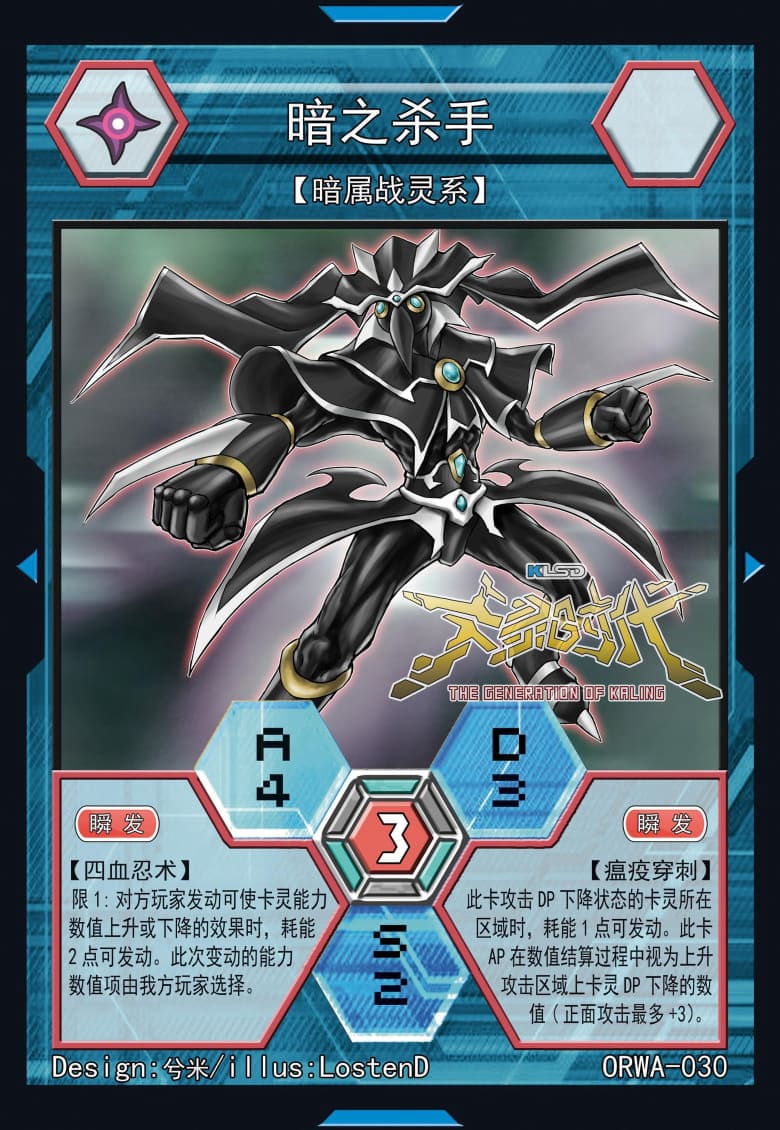 暗之杀手
【暗属战灵系】
KLSD
卡灵时代
THE GENERATION OF KALING
A
4
D
3
3
S
2
瞬 发
【四血忍术】
限1:对方玩家发动可使卡灵能力
数值上升或下降的效果时，耗能
2点可发动。此次变动的能力
数值项由我方玩家选择。
瞬 发
【瘟疫穿刺】
此卡攻击DP下降状态的卡灵所在
区域时、耗能1点可发动。此卡
AP在数值结算过程中视为上升
攻击区域上卡灵DP下降的数
值(正面攻击最多+3)。
Design:兮米/illus:LostenD
ORWA-030